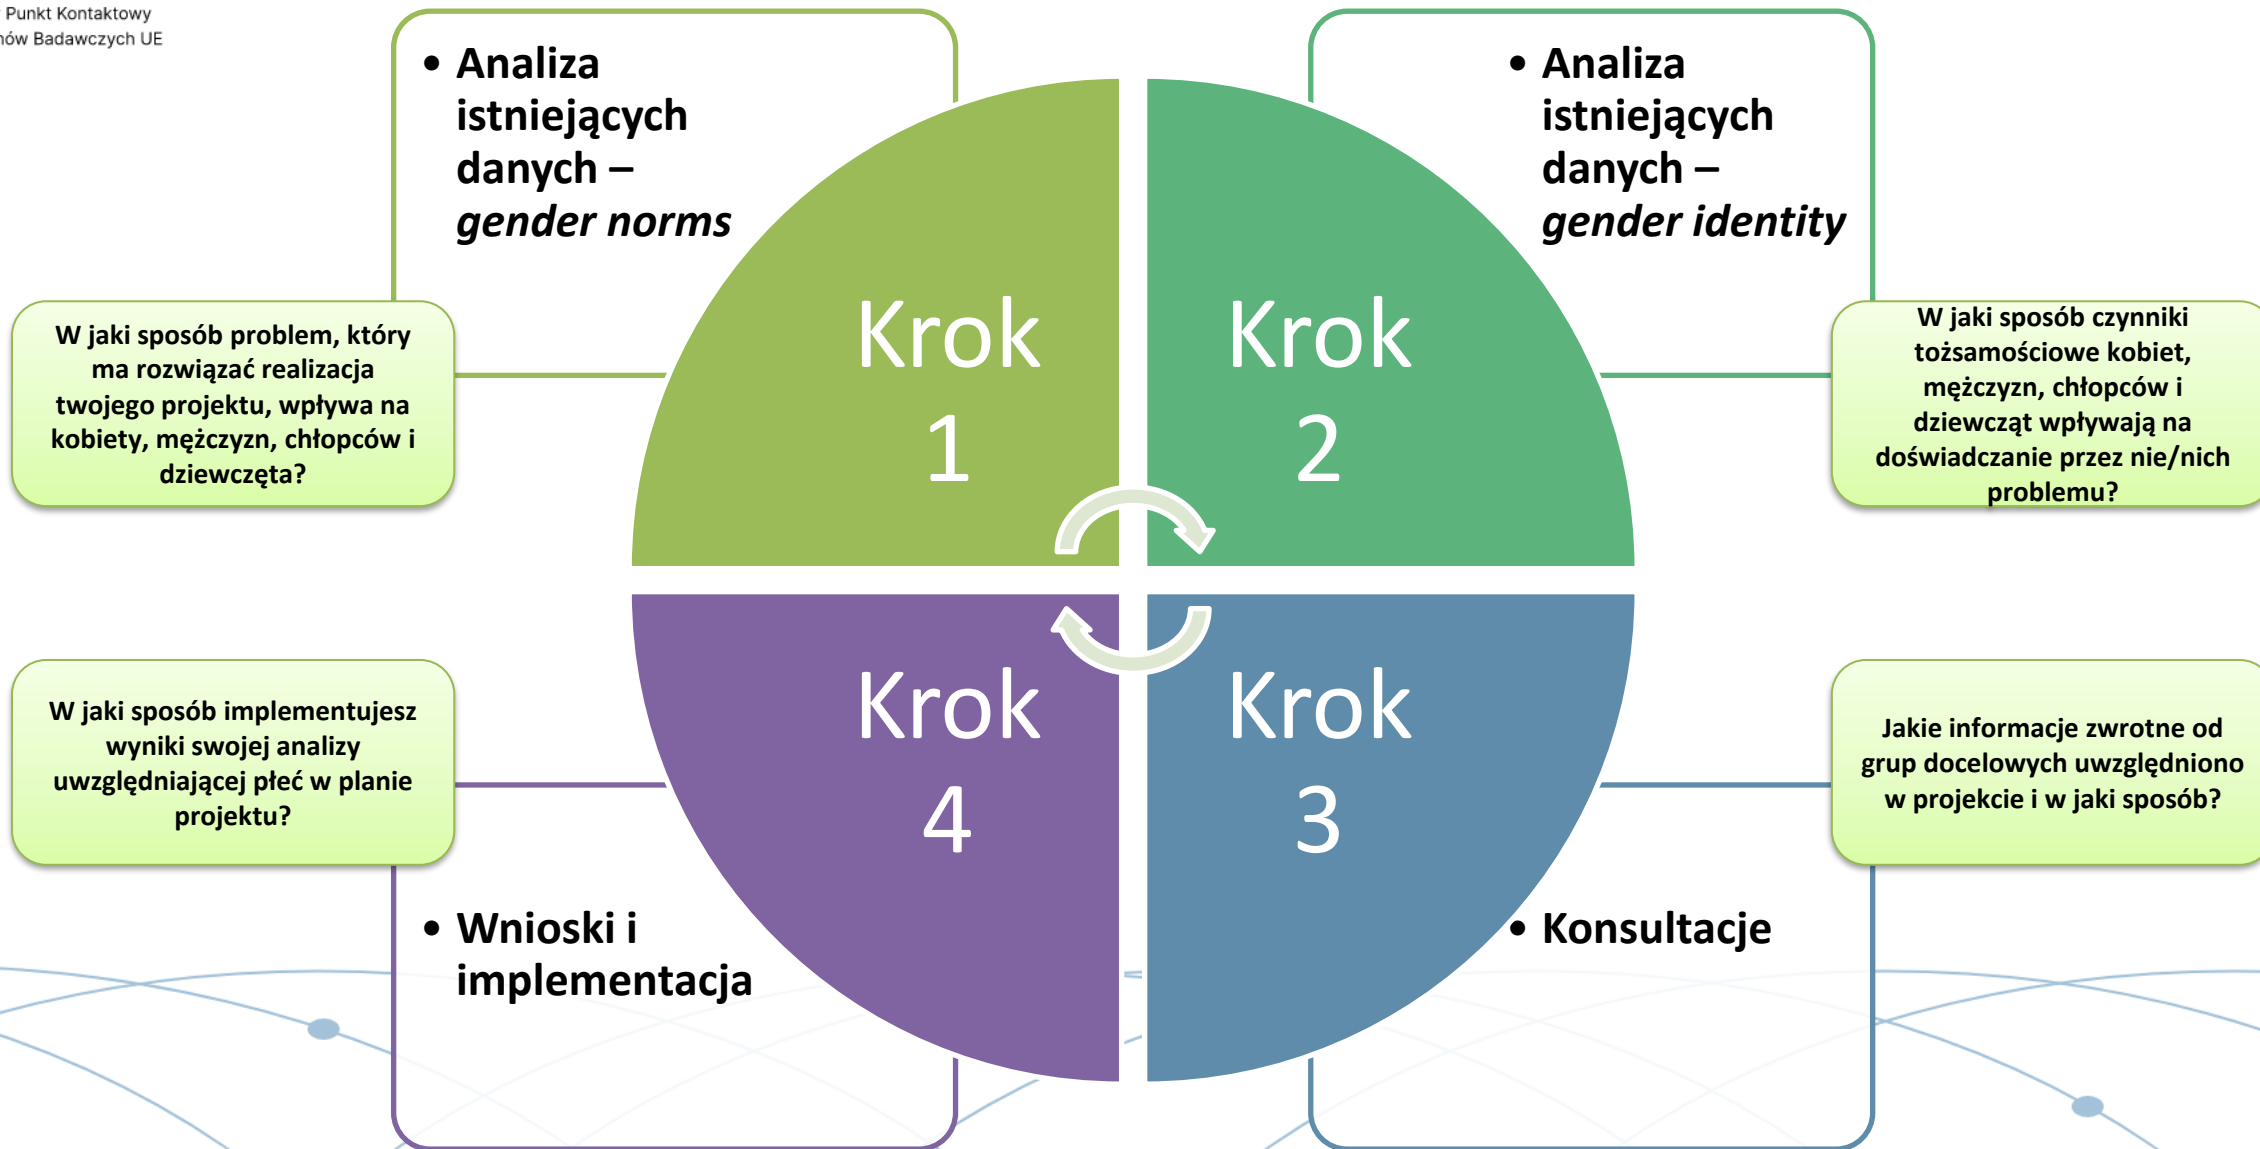 Punkt Kontaktowy
Badawczych UE
• Analiza
istniejących
danych –
gender norms
W jaki sposób problem, który
ma rozwiązać realizacja
twojego projektu, wpływa na
kobiety, mężczyzn, chłopców i
dziewczęta?
Krok
1
Krok
2
• Analiza
istniejących
danych –
gender identity
W jaki sposób czynniki
tożsamościowe kobiet,
mężczyzn, chłopców i
dziewcząt wpływają na
doświadczanie przez nie/nich
problemu?
Krok
3
• Konsultacje
Jakie informacje zwrotne od
grup docelowych uwzględniono
w projekcie i w jaki sposób?
Krok
4
• Wnioski i
implementacja
W jaki sposób implementujesz
wyniki swojej analizy
uwzględniającej płeć w planie
projektu?